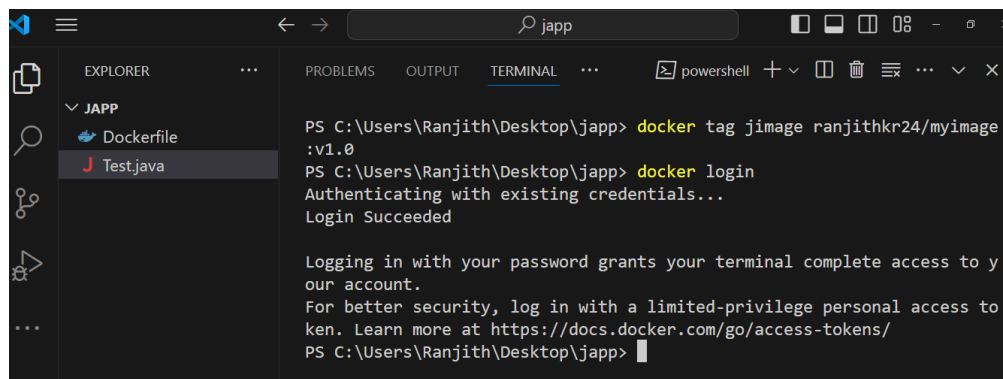 japp
EXPLORER
PROBLEMS OUTPUT TERMINAL ··· powershell
JAPP
Dockerfile
J Test.java
PS C:\Users\Ranjith\Desktop\japp> docker tag jimage ranjithkr24/myimage
:v1.0
PS C:\Users\Ranjith\Desktop\japp> docker login
Authenticating with existing credentials...
Login Succeeded
Logging in with your password grants your terminal complete access to y
our account.
For better security, log in with a limited-privilege personal access to
ken. Learn more at https://docs.docker.com/go/access-tokens/
PS C:\Users\Ranjith\Desktop\japp>